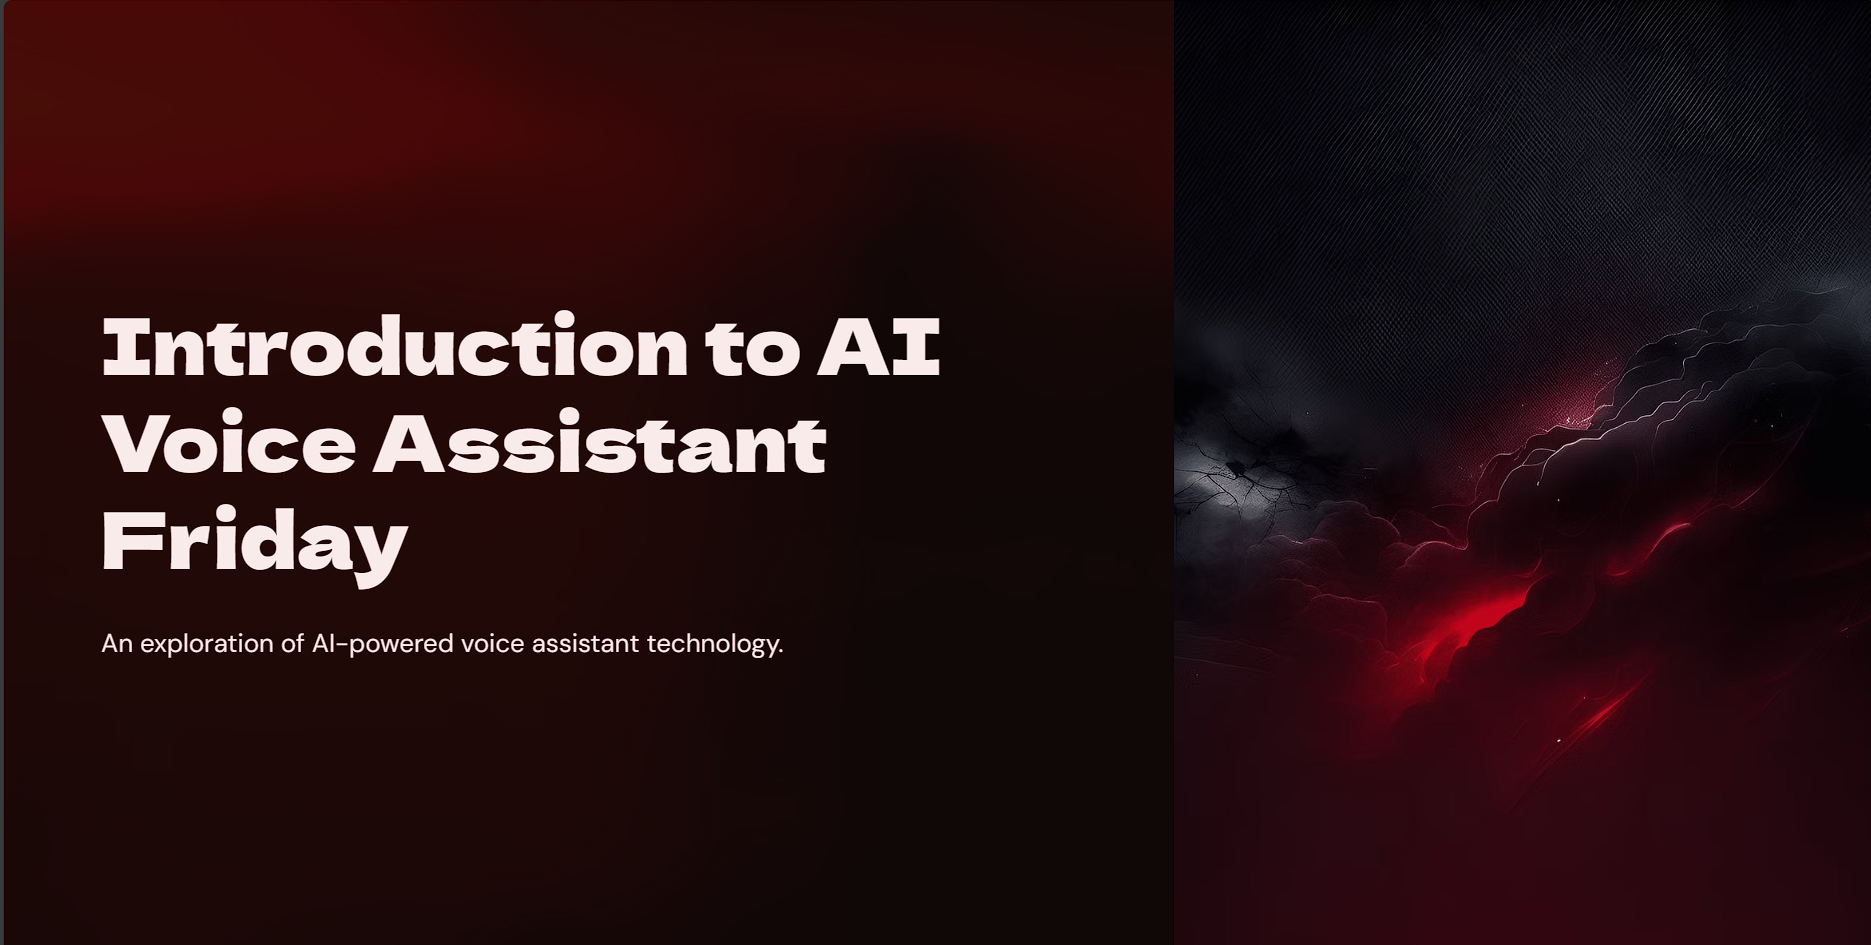 Introduction to AI
Voice Assistant
Friday
An exploration of AI-powered voice assistant technology.